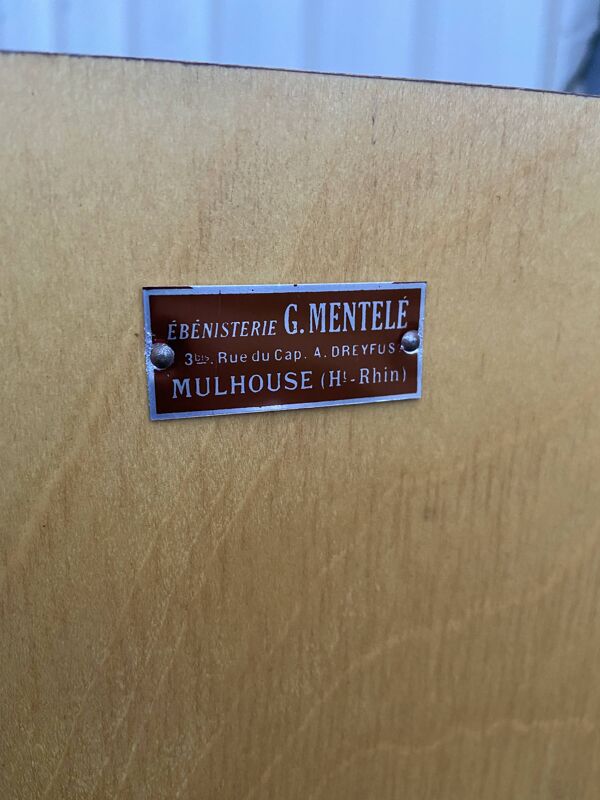 ÉBÉNISTERIE G. MENTELÉ
3bis, Rue du Cap. A. DREYFUS
MULHOUSE (Ht-Rhin)